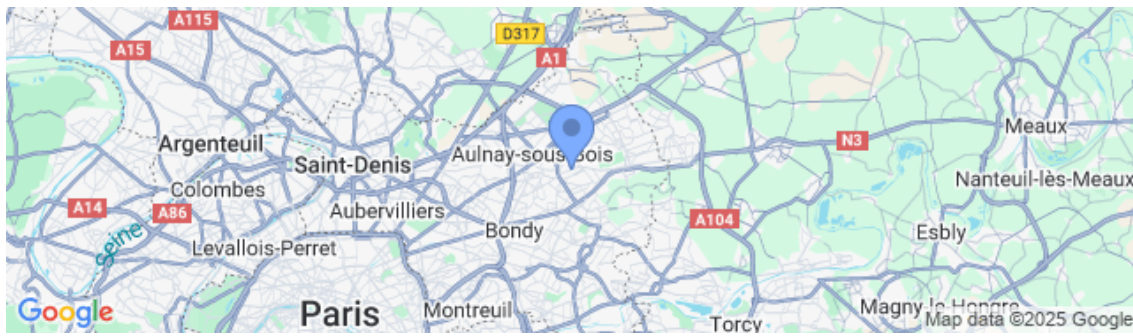 A115
D317
A15
A1
Argenteuil
Saint-Denis
Aulnay-sous-Bois
N3
Meaux
Colombes
Nanteuil-lès-Meaux
A14
A86
Aubervilliers
A104
Seine
Levallois-Perret
Bondy
Esbly
Google
Paris
Montreuil
Torcy
Magny-le-Hongre
Map data ©2025 Google